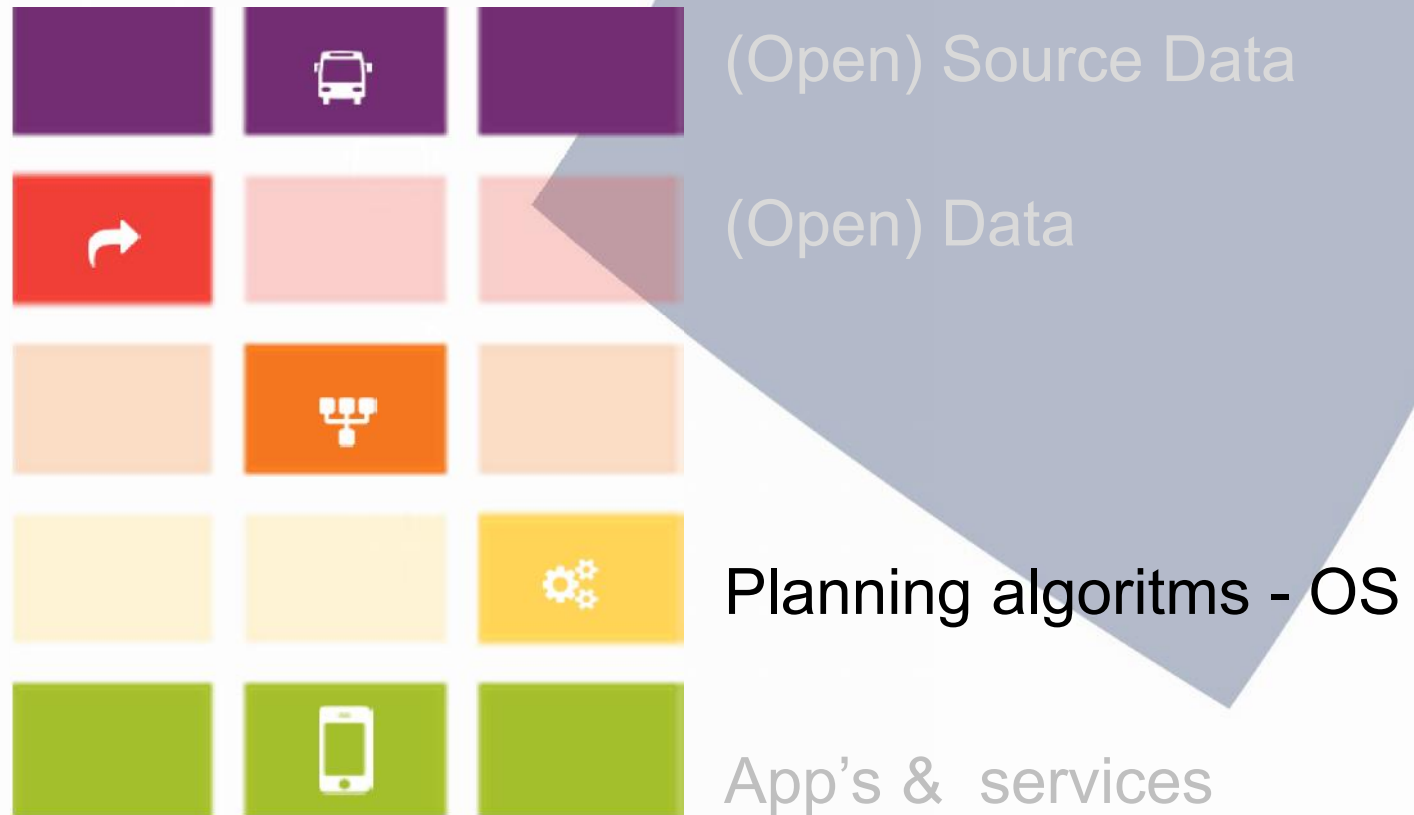 (Open) Source Data
(Open) Data
Planning algoritms - OS
App’s & services